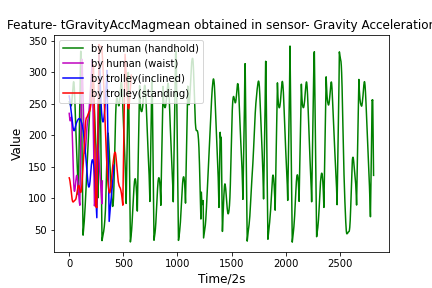 Feature- tGravityAccMagmean obtained in sensor- Gravity Acceleration
by human (handhold)
by human (waist)
by trolley(inclined)
by trolley(standing)
Value
350
300
250
200
150
100
50
0
500
1000
1500
2000
2500
Time/2s